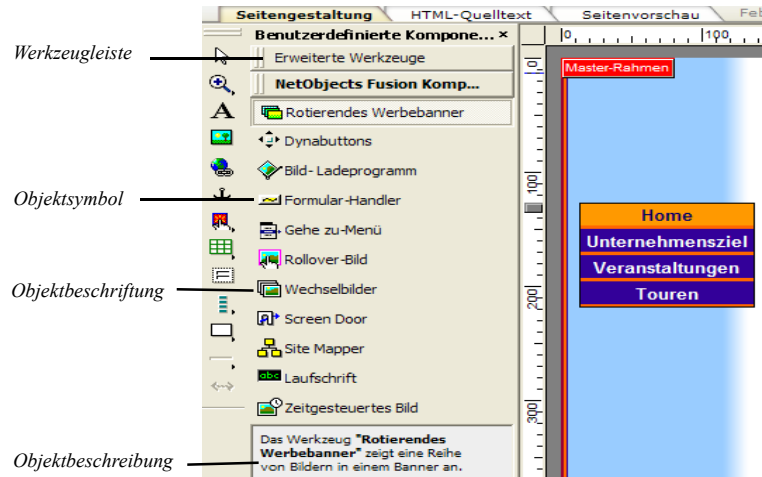 Seitengestaltung HTML-Quelltext Seitenvorschau
Benutzerdefinierte Kompone... ×
0 100
Werkzeugleiste
Erweiterte Werkzeuge
Master-Rahmen
NetObjects Fusion Komp...
0
A
Rotierendes Werbebanner
Dynabuttons
Bild-Ladeprogramm
100
Objektsymbol
Formular-Handler
Home
Gehe zu-Menü
Unternehmensziel
Rollover-Bild
Veranstaltungen
Objektbeschriftung
Wechselbilder
Touren
200
Screen Door
Site Mapper
abc
Laufschrift
Zeitgesteuertes Bild
300
Das Werkzeug "Rotierendes
Werbebanner" zeigt eine Reihe
von Bildern in einem Banner an.
Objektbeschreibung